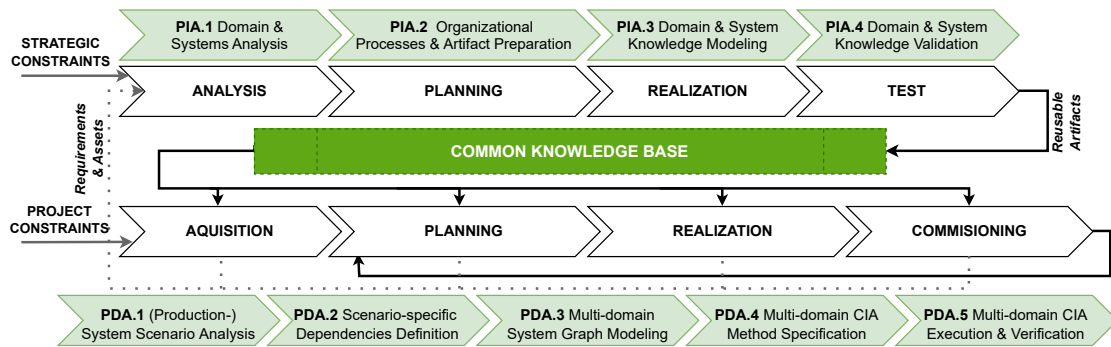 PIA.1 Domain &
Systems Analysis
PIA.2 Organizational
Processes & Artifact Preparation
PIA.3 Domain & System
Knowledge Modeling
PIA.4 Domain & System
Knowledge Validation
STRATEGIC
CONSTRAINTS
ANALYSIS
PLANNING
REALIZATION
TEST
Requirements
& Assets
Reusable
Artifacts
COMMON KNOWLEDGE BASE
PROJECT
CONSTRAINTS
AQUISITION
PLANNING
REALIZATION
COMMISIONING
PDA.1 (Production-)
System Scenario Analysis
PDA.2 Scenario-specific
Dependencies Definition
PDA.3 Multi-domain
System Graph Modeling
PDA.4 Multi-domain CIA
Method Specification
PDA.5 Multi-domain CIA
Execution & Verification